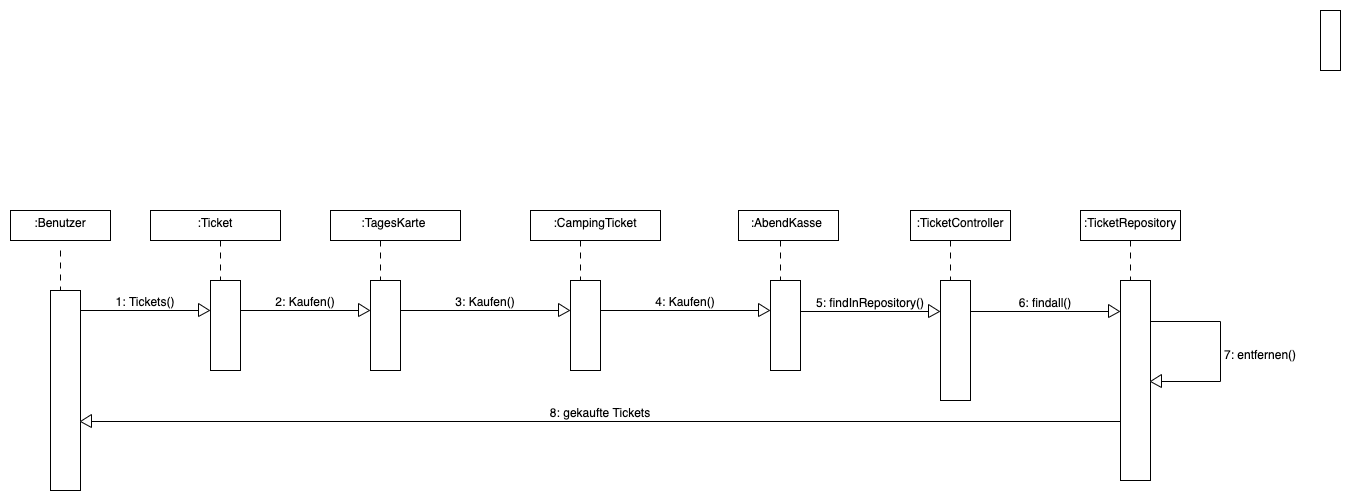 :Benutzer
:Ticket
:TagesKarte
:CampingTicket
:AbendKasse
:TicketController
:TicketRepository
1: Tickets()
2: Kaufen()
3: Kaufen()
4: Kaufen()
5: findInRepository()
6: findall()
7: entfernen()
8: gekaufte Tickets